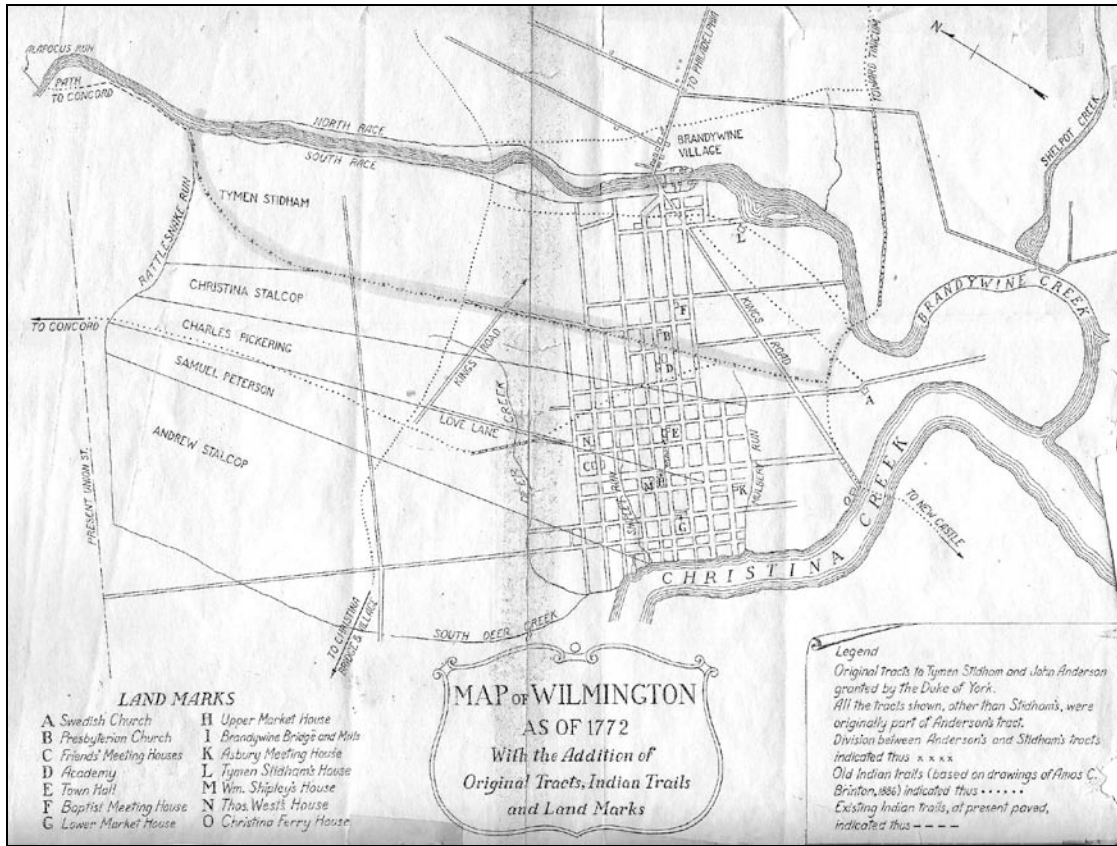 ALAPOCUS RUN
PATH
TO CONCORD
NORTH RACE
SOUTH RACE
TO PHILADELPHIA
N
TOWARD TINICUM
SHELPOT CREEK
BRANDYWINE
VILLAGE
TYMEN STIDHAM
RATTLESNAKE RUN
CHRISTINA STALCOP
TO CONCORD
CHARLES PICKERING
SAMUEL PETERSON
ANDREW STALCOP
KINGS ROAD
LOVE LANE
DEER CREEK
KINGS ROAD
BRANDYWINE CREEK
L
F
B
D
A
N
E
C
M
H
K
G
O
MULBERY RUN
PRESENT UNION ST.
CHRISTINA CREEK
TO NEW CASTLE
SOUTH DEER CREEK
TO CHRISTINA
BRIDGE & VILLAGE
LAND MARKS
A Swedish Church
B Presbyterian Church
C Friends' Meeting Houses
D Academy
E Town Hall
F Baptist Meeting House
G Lower Market House
H Upper Market House
I Brandywine Bridge and Mills
K Asbury Meeting House
L Tymen Stidham's House
M Wm. Shipley's House
N Thos. West's House
O Christina Ferry House
MAP OF WILMINGTON
AS OF 1772
With the Addition of
Original Tracts, Indian Trails
and Land Marks
Legend
Original Tracts to Tymen Stidham and John Anderson
granted by the Duke of York.
All the tracts shown, other than Stidham's, were
originally part of Anderson's tract.
Division between Anderson's and Stidham's tracts
indicated thus x x x x
Old Indian trails (based on drawings of Amos C.
Brinton, 1886) indicated thus ······
Existing Indian trails, at present paved,
indicated thus – – – –